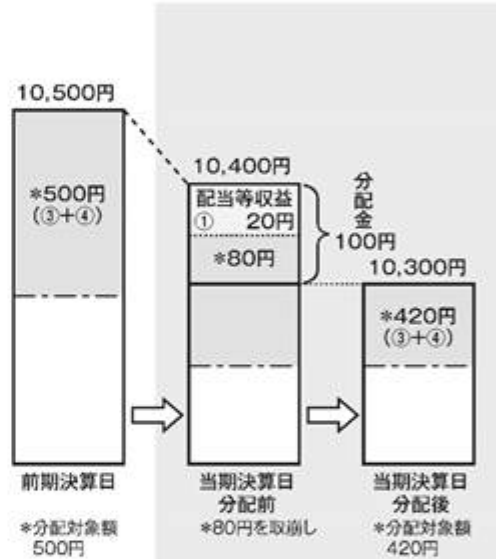 10,500円
*500円
(③+④)
前期決算日
*分配対象額
500円
10,400円
配当等収益
① 20円
*80円
分配金
100円
当期決算日
分配前
*80円を取崩し
10,300円
*420円
(③+④)
当期決算日
分配後
*分配対象額
420円